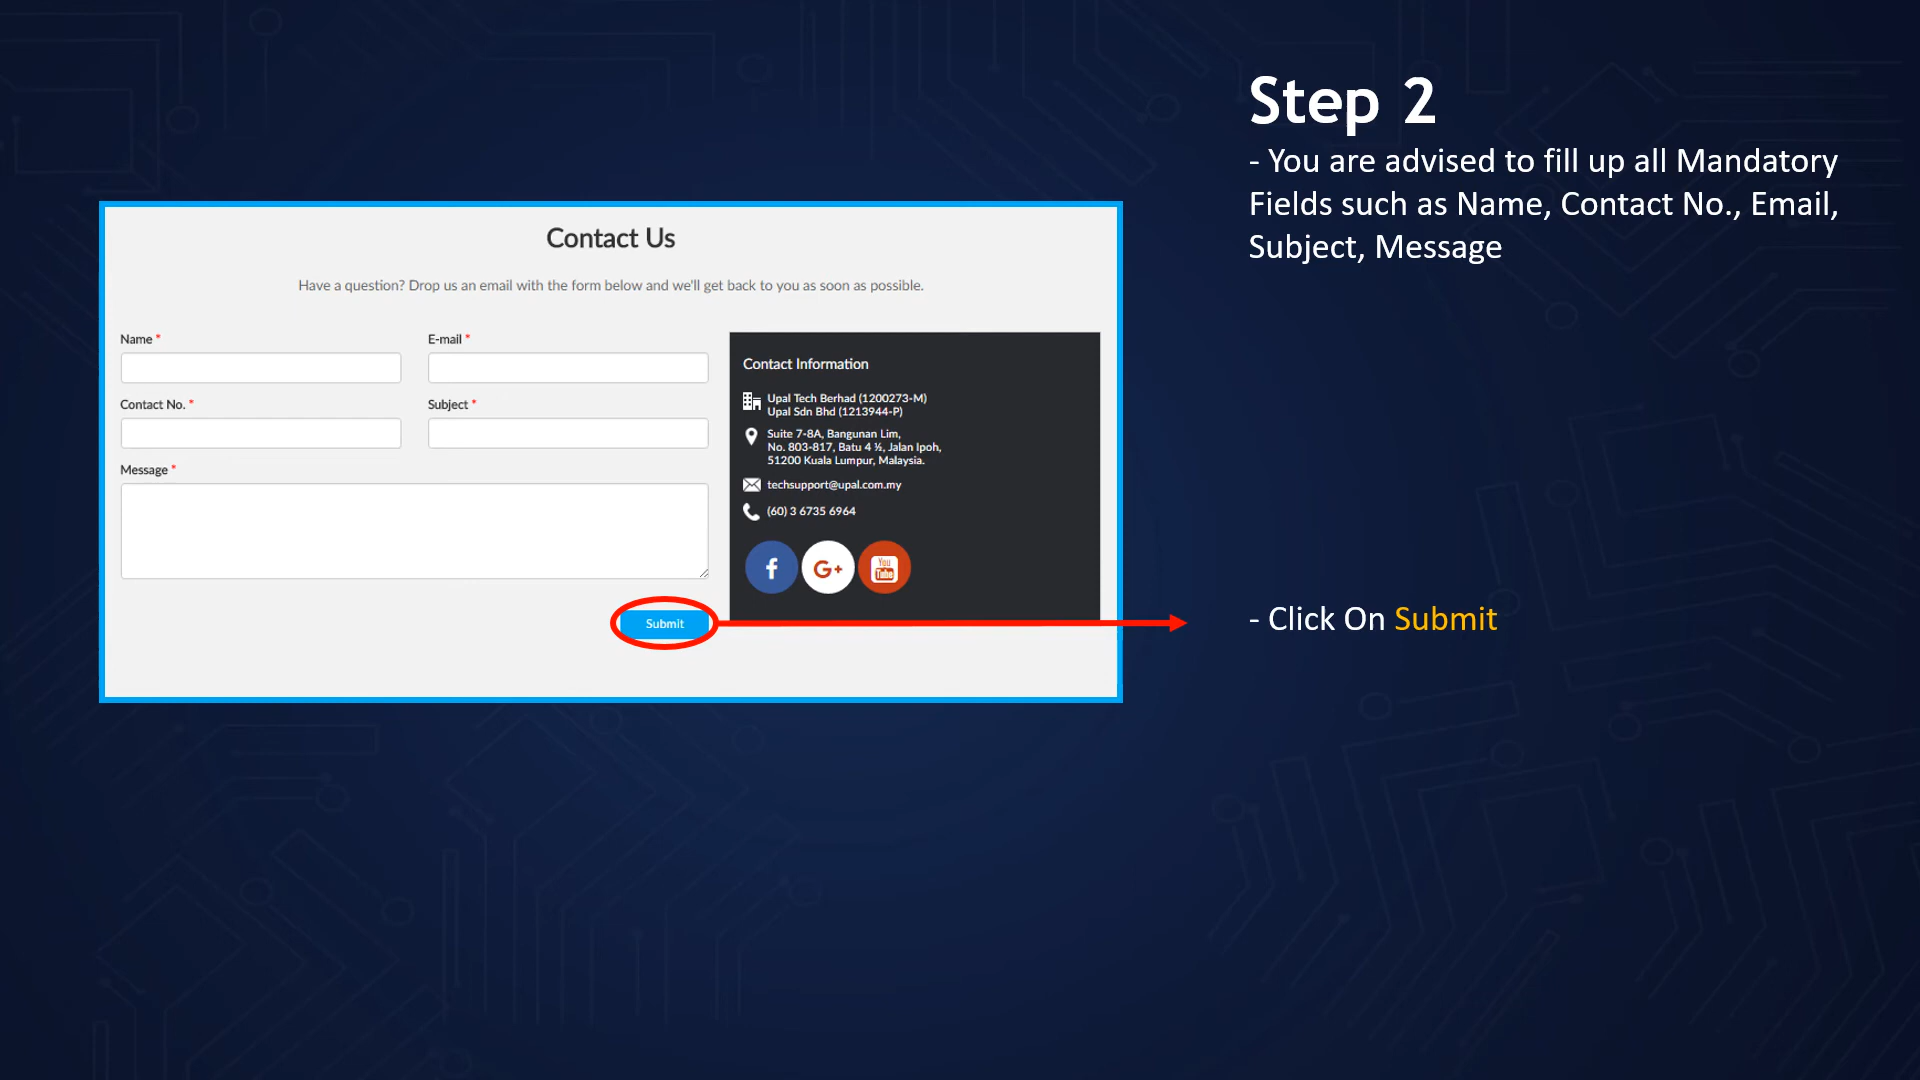 Step 2
- You are advised to fill up all Mandatory
Fields such as Name, Contact No., Email,
Subject, Message
Contact Us
Have a question? Drop us an email with the form below and we'll get back to you as soon as possible.
Name *
E-mail *
Contact No. *
Subject *
Message *
Submit
Contact Information
Upal Tech Berhad (1200273-M)
Upal Sdn Bhd (1213944-P)
Suite 7-8A, Bangunan Lim,
No. 803-817, Batu 4 ½, Jalan Ipoh,
51200 Kuala Lumpur, Malaysia.
techsupport@upal.com.my
(60) 3 6735 6964
f
G+
You
Tube
- Click On Submit